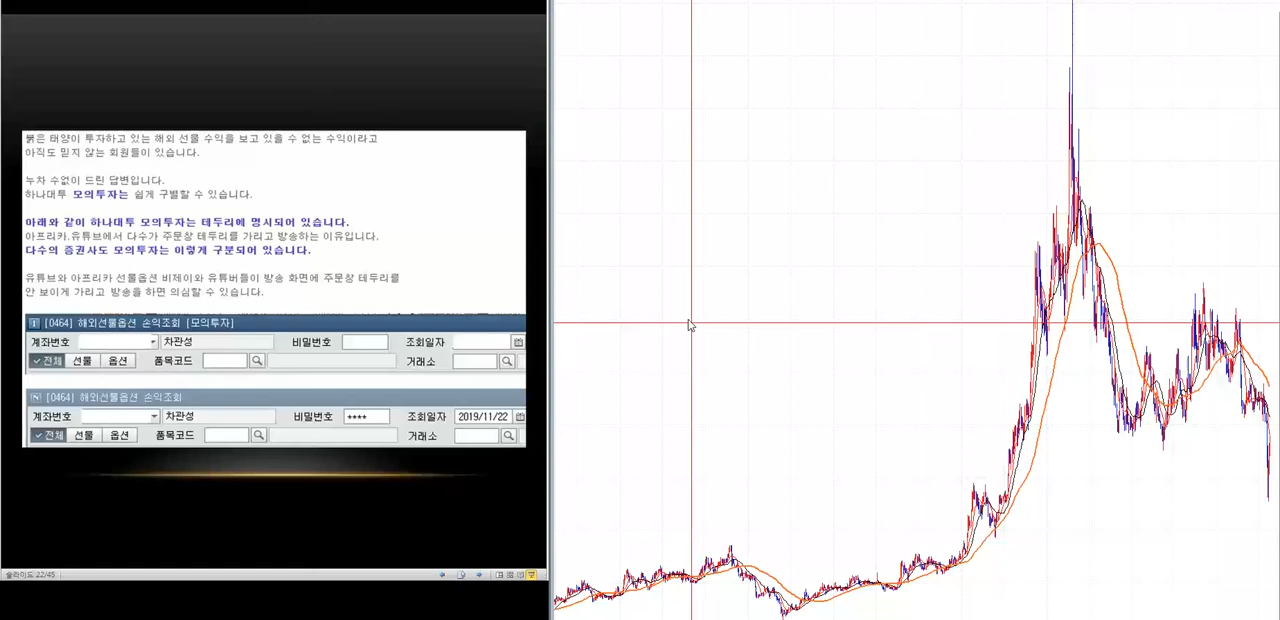 붉은 태양이 투자하고 있는 해외 선물 수익을 보고 있을 수 없는 수익이라고
아직도 믿지 않는 회원들이 있습니다.
누차 수없이 드린 답변입니다.
하나대투 모의투자는 쉽게 구별할 수 있습니다.
아래와 같이 하나대투 모의투자는 테두리에 명시되어 있습니다.
아프리카,유튜브에서 다수가 주문창 테두리를 가리고 방송하는 이유입니다.
다수의 증권사도 모의투자는 이렇게 구분되어 있습니다.
유튜브와 아프리카 선물옵션 비제이와 유튜버들이 방송 화면에 주문창 테두리를
안 보이게 가리고 방송을 하면 의심할 수 있습니다.
[0464] 해외선물옵션 손익조회 [모의투자]
계좌번호 차관성 비밀번호 조회일자
전체 선물 옵션 품목코드 거래소
[0464] 해외선물옵션 손익조회
계좌번호 차관성 비밀번호 **** 조회일자 2019/11/22
전체 선물 옵션 품목코드 거래소
슬라이드 22/45